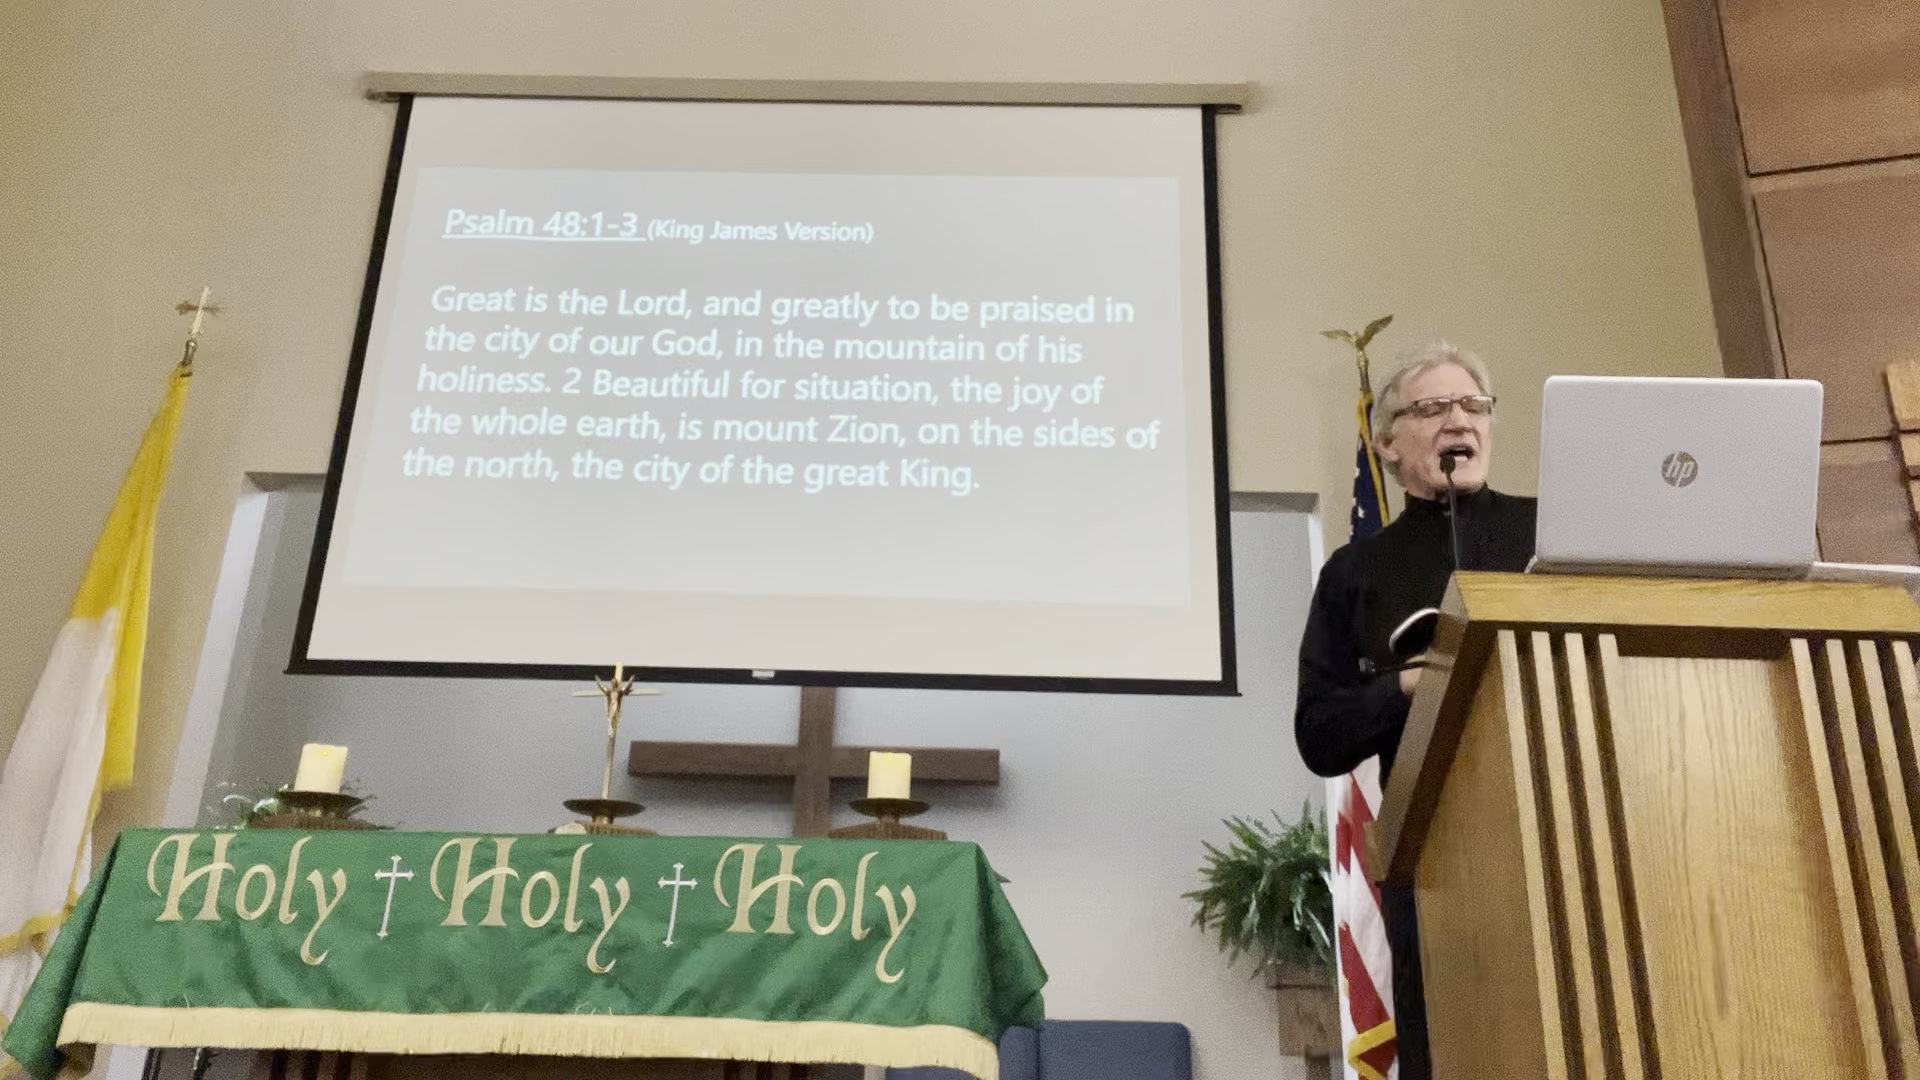 Psalm 48:1-3 (King James Version)
Great is the Lord, and greatly to be praised in
the city of our God, in the mountain of his
holiness. 2 Beautiful for situation, the joy of
the whole earth, is mount Zion, on the sides of
the north, the city of the great King.
hp
Holy Holy Holy